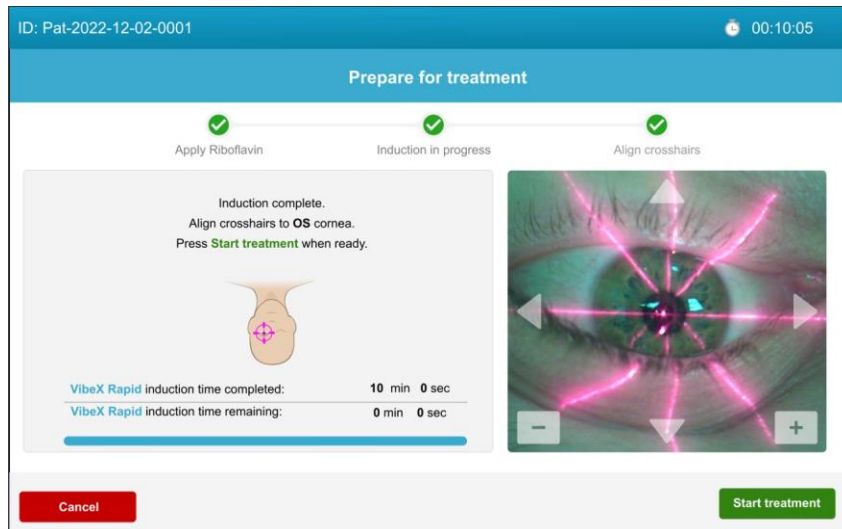 ID: Pat-2022-12-02-0001
00:10:05
Prepare for treatment
Apply Riboflavin
Induction in progress
Align crosshairs
Induction complete.
Align crosshairs to OS cornea.
Press Start treatment when ready.
VibeX Rapid induction time completed: 10 min 0 sec
VibeX Rapid induction time remaining: 0 min 0 sec
− +
Cancel
Start treatment